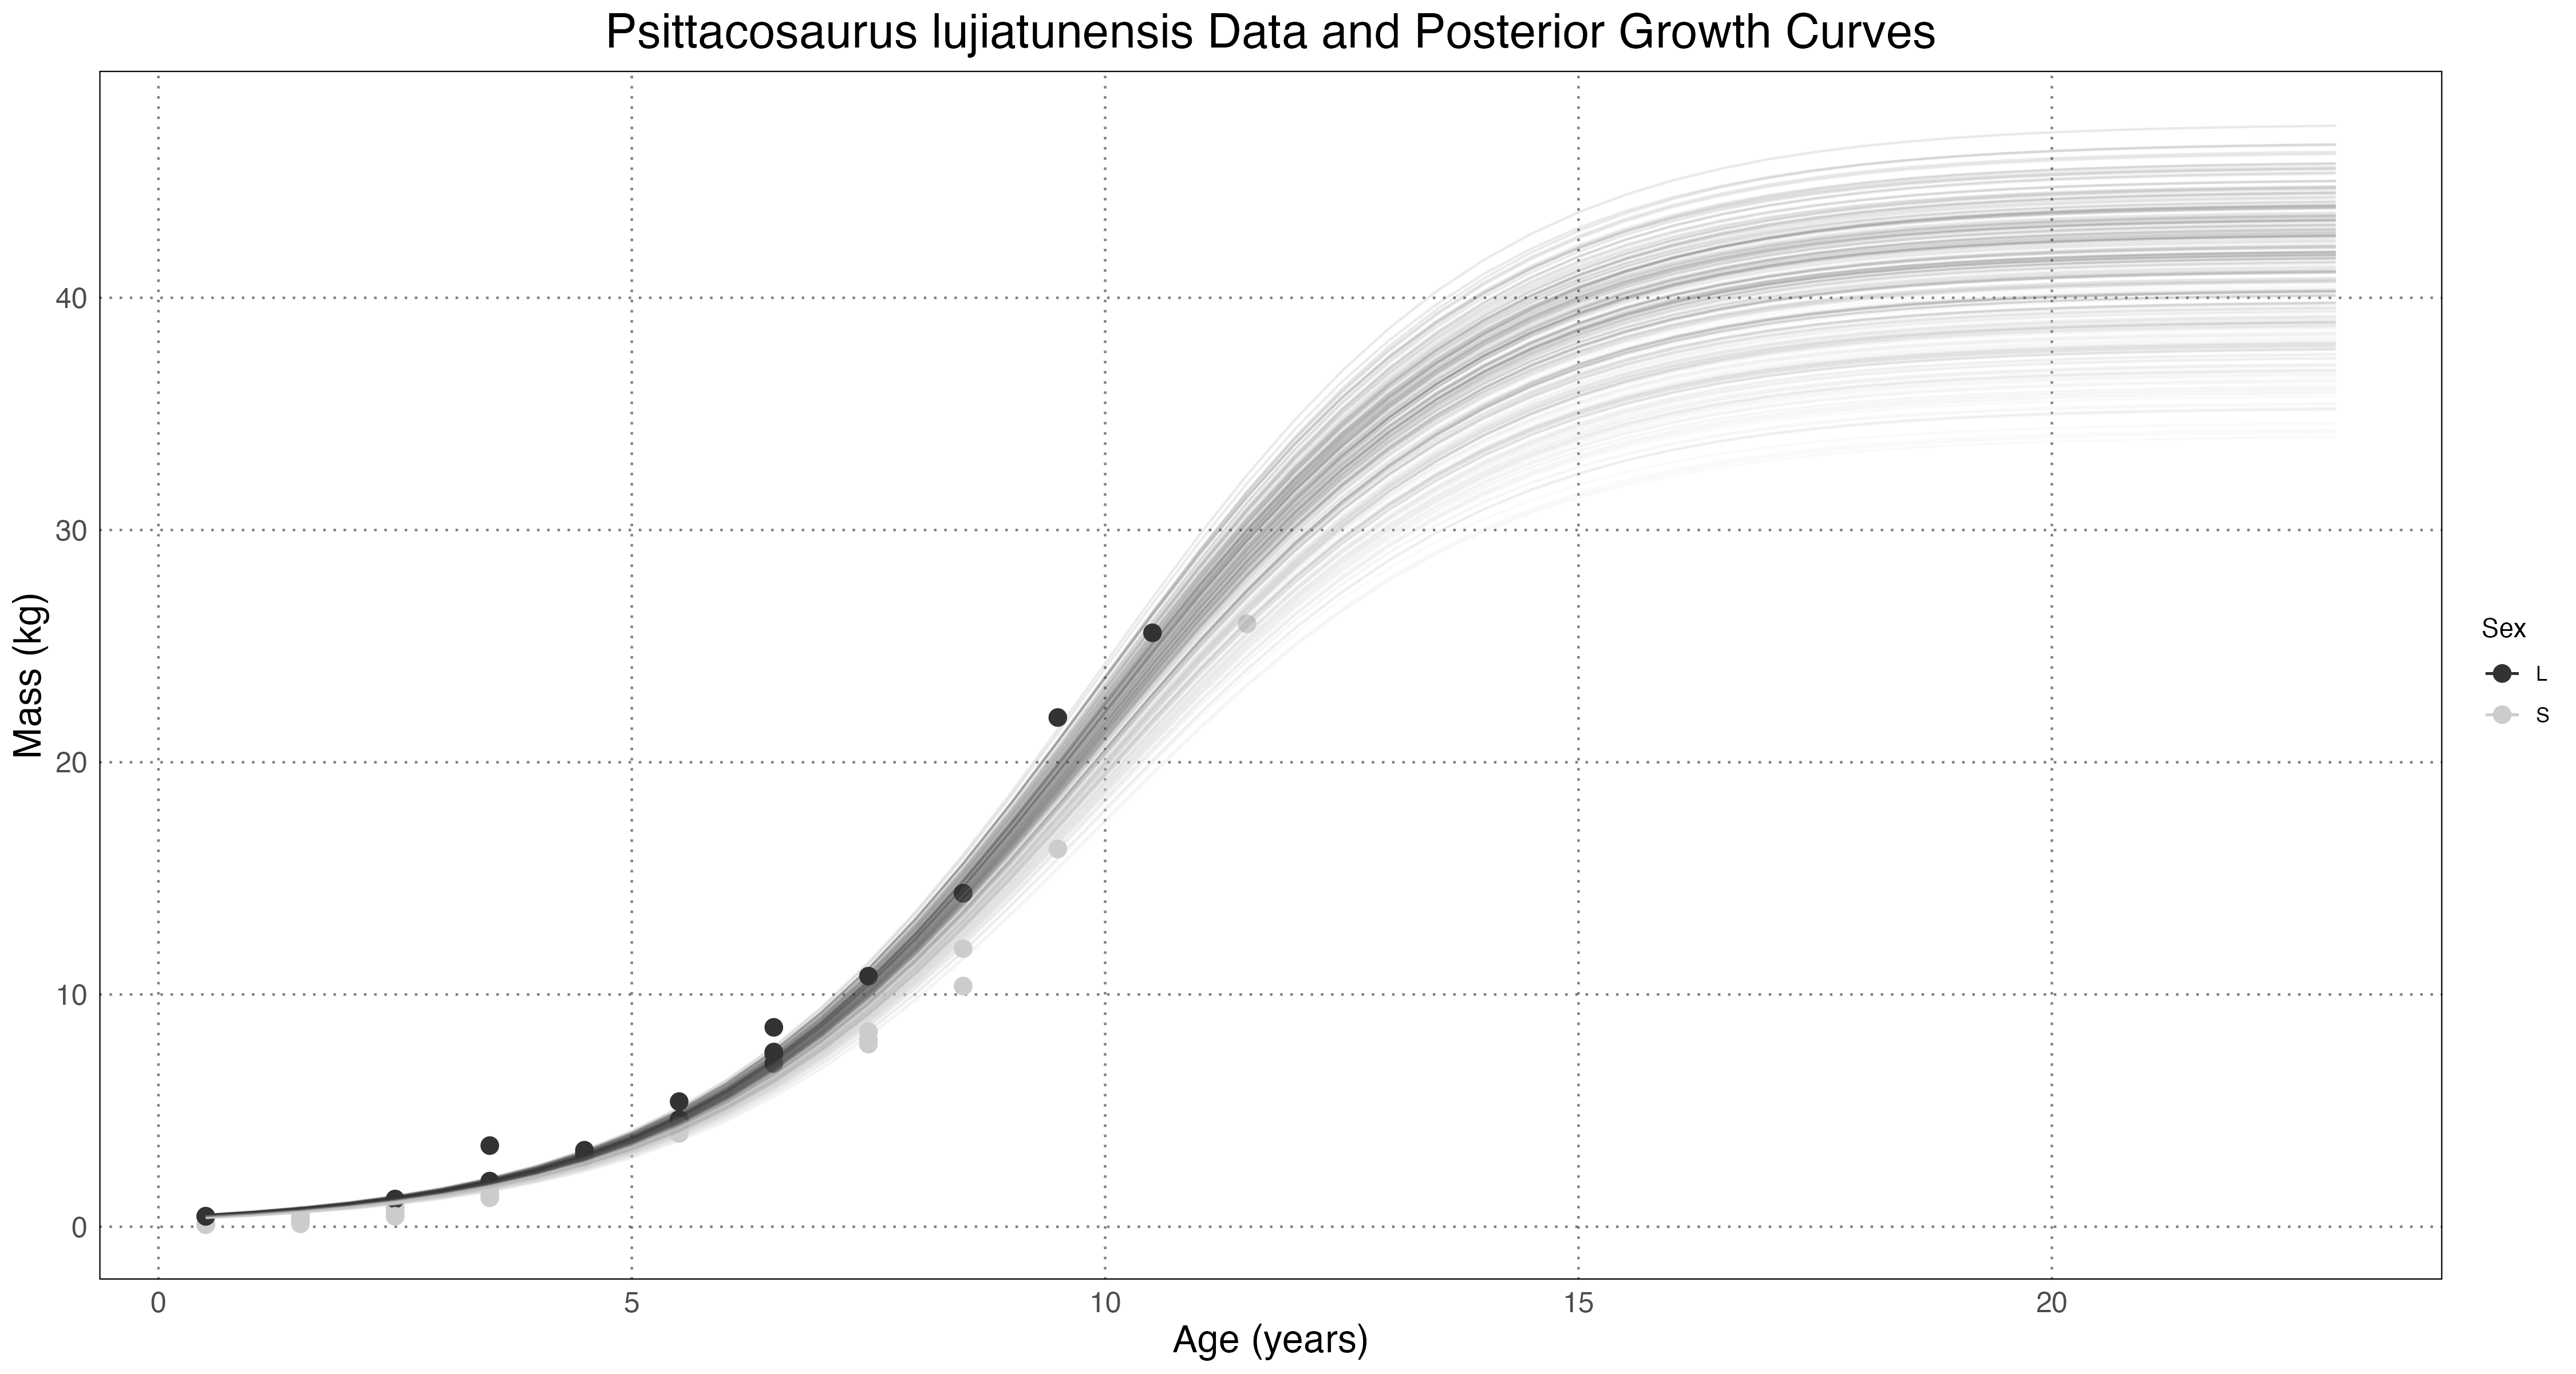 Psittacosaurus lujiatunensis Data and Posterior Growth Curves
Mass (kg)
40
30
20
10
0
0 5 10 15 20
Age (years)
Sex
L
S